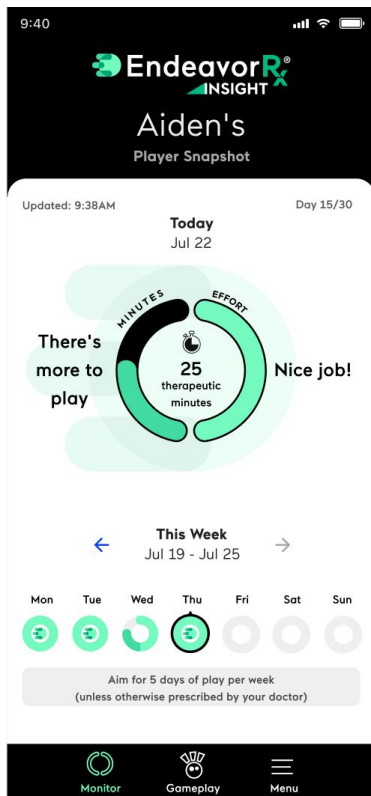 9:40
EndeavorRx®
INSIGHT
Aiden's
Player Snapshot
Updated: 9:38AM
Day 15/30
Today
Jul 22
MINUTES
EFFORT
There's
more to
play
25
therapeutic
minutes
Nice job!
This Week
Jul 19 - Jul 25
Mon Tue Wed Thu Fri Sat Sun
Aim for 5 days of play per week
(unless otherwise prescribed by your doctor)
Monitor Gameplay Menu